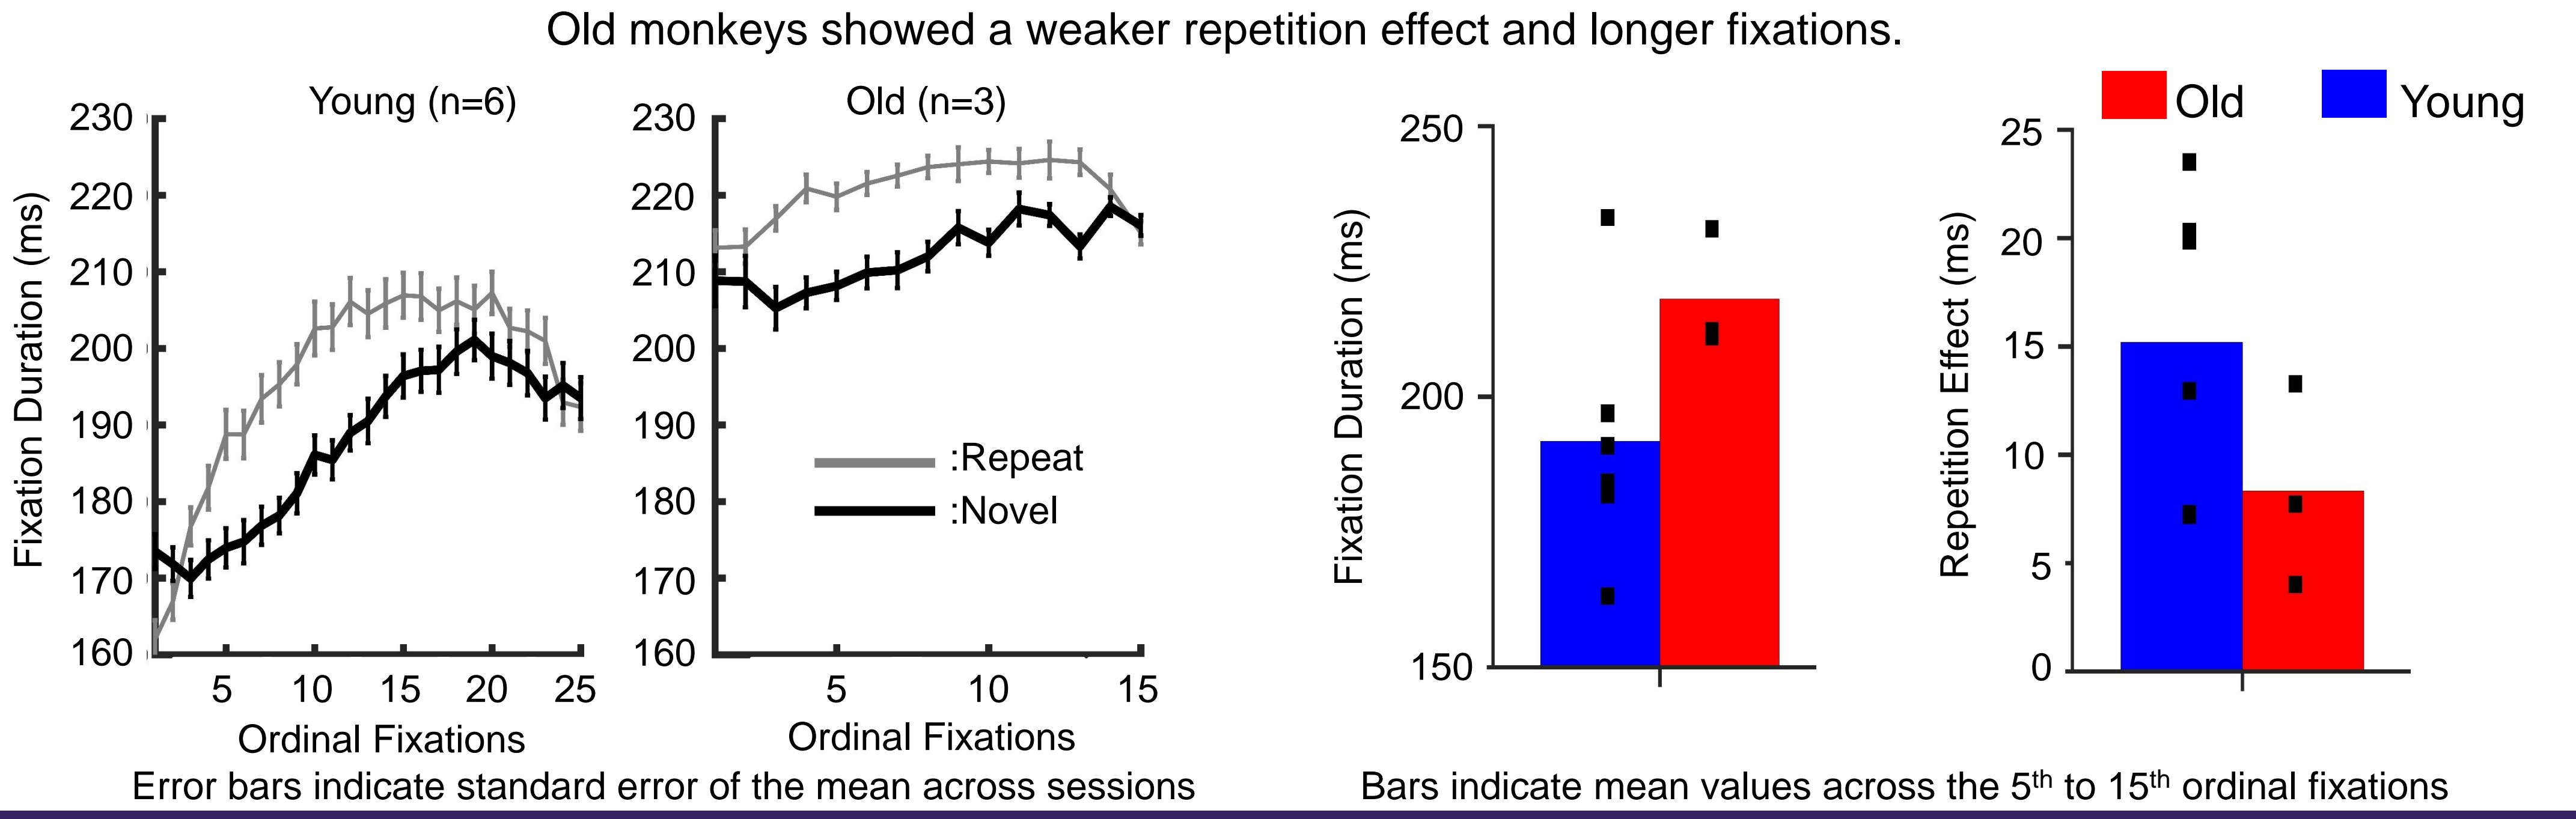 Old monkeys showed a weaker repetition effect and longer fixations.
Young (n=6)
Fixation Duration (ms)
230
220
210
200
190
180
170
160
5 10 15 20 25
Ordinal Fixations
Old (n=3)
230
220
210
200
190
180
170
160
:Repeat
:Novel
5 10 15
Ordinal Fixations
Error bars indicate standard error of the mean across sessions
Fixation Duration (ms)
250
200
150
Old Young
Repetition Effect (ms)
25
20
15
10
5
0
Bars indicate mean values across the 5th to 15th ordinal fixations